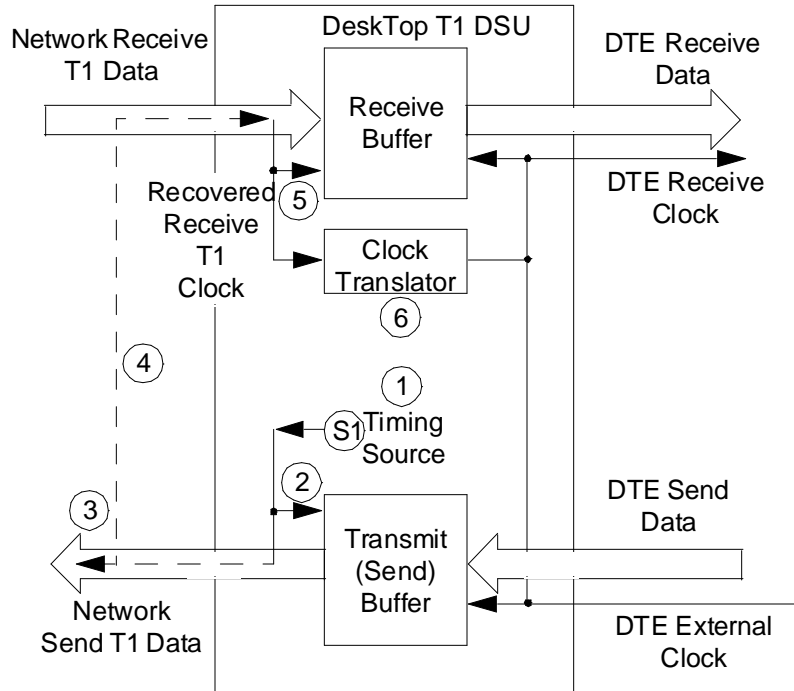 DeskTop T1 DSU
Network Receive
T1 Data
DTE Receive
Data
Receive
Buffer
Recovered
Receive
T1
Clock
5
DTE Receive
Clock
Clock
Translator
6
4
1
S1
Timing
Source
2
3
DTE Send
Data
Transmit
(Send)
Buffer
Network
Send T1 Data
DTE External
Clock